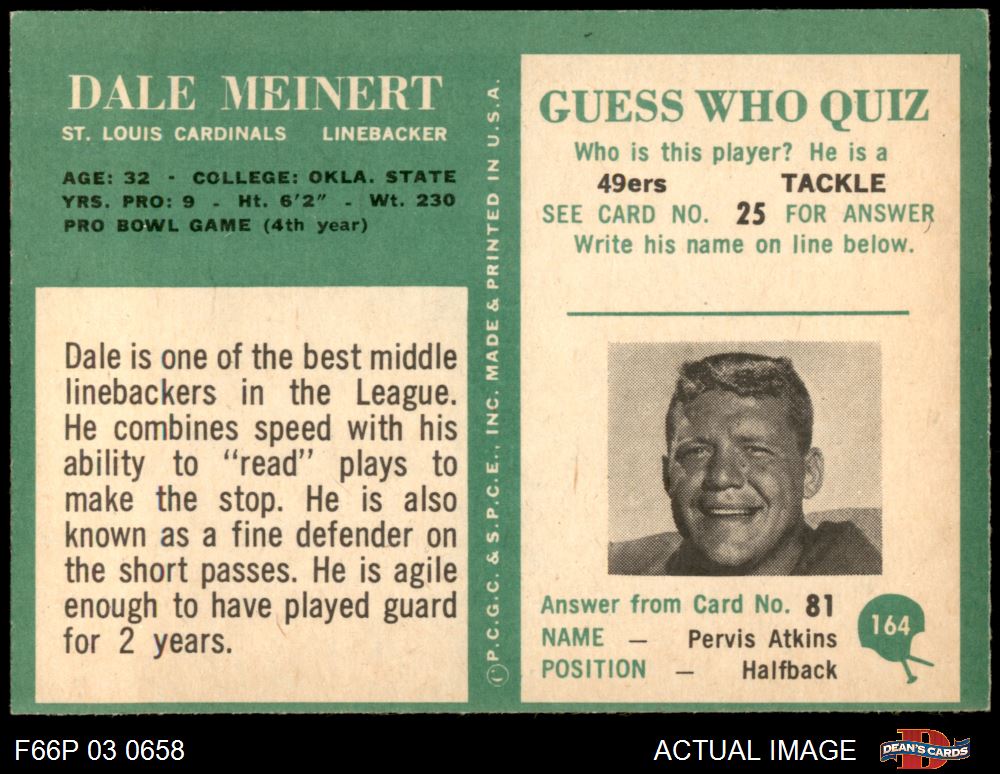 DALE MEINERT
ST. LOUIS CARDINALS LINEBACKER
AGE: 32 - COLLEGE: OKLA. STATE
YRS. PRO: 9 - Ht. 6'2" - Wt. 230
PRO BOWL GAME (4th year)
Dale is one of the best middle
linebackers in the League.
He combines speed with his
ability to "read" plays to
make the stop. He is also
known as a fine defender on
the short passes. He is agile
enough to have played guard
for 2 years.
© P.C.G.C. & S.P.C.E., INC. MADE & PRINTED IN U.S.A.
GUESS WHO QUIZ
Who is this player? He is a
49ers TACKLE
SEE CARD NO. 25 FOR ANSWER
Write his name on line below.
Answer from Card No. 81
NAME — Pervis Atkins
POSITION — Halfback
164
F66P 03 0658
ACTUAL IMAGE
DEAN'S CARDS